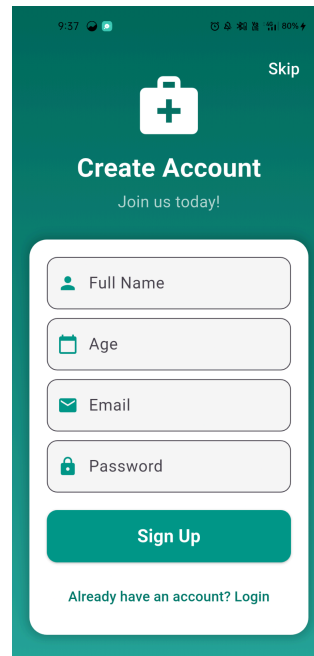 9:37 80%
Skip
Create Account
Join us today!
Full Name
Age
Email
Password
Sign Up
Already have an account? Login